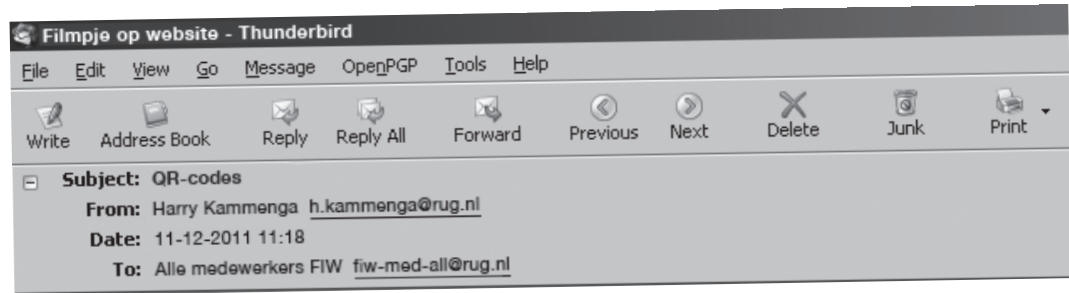 Filmpje op website - Thunderbird
File Edit View Go Message OpenPGP Tools Help
Write Address Book Reply Reply All Forward Previous Next Delete Junk Print
Subject: QR-codes
From: Harry Kammenga h.kammenga@rug.nl
Date: 11-12-2011 11:18
To: Alle medewerkers FIW fiw-med-all@rug.nl